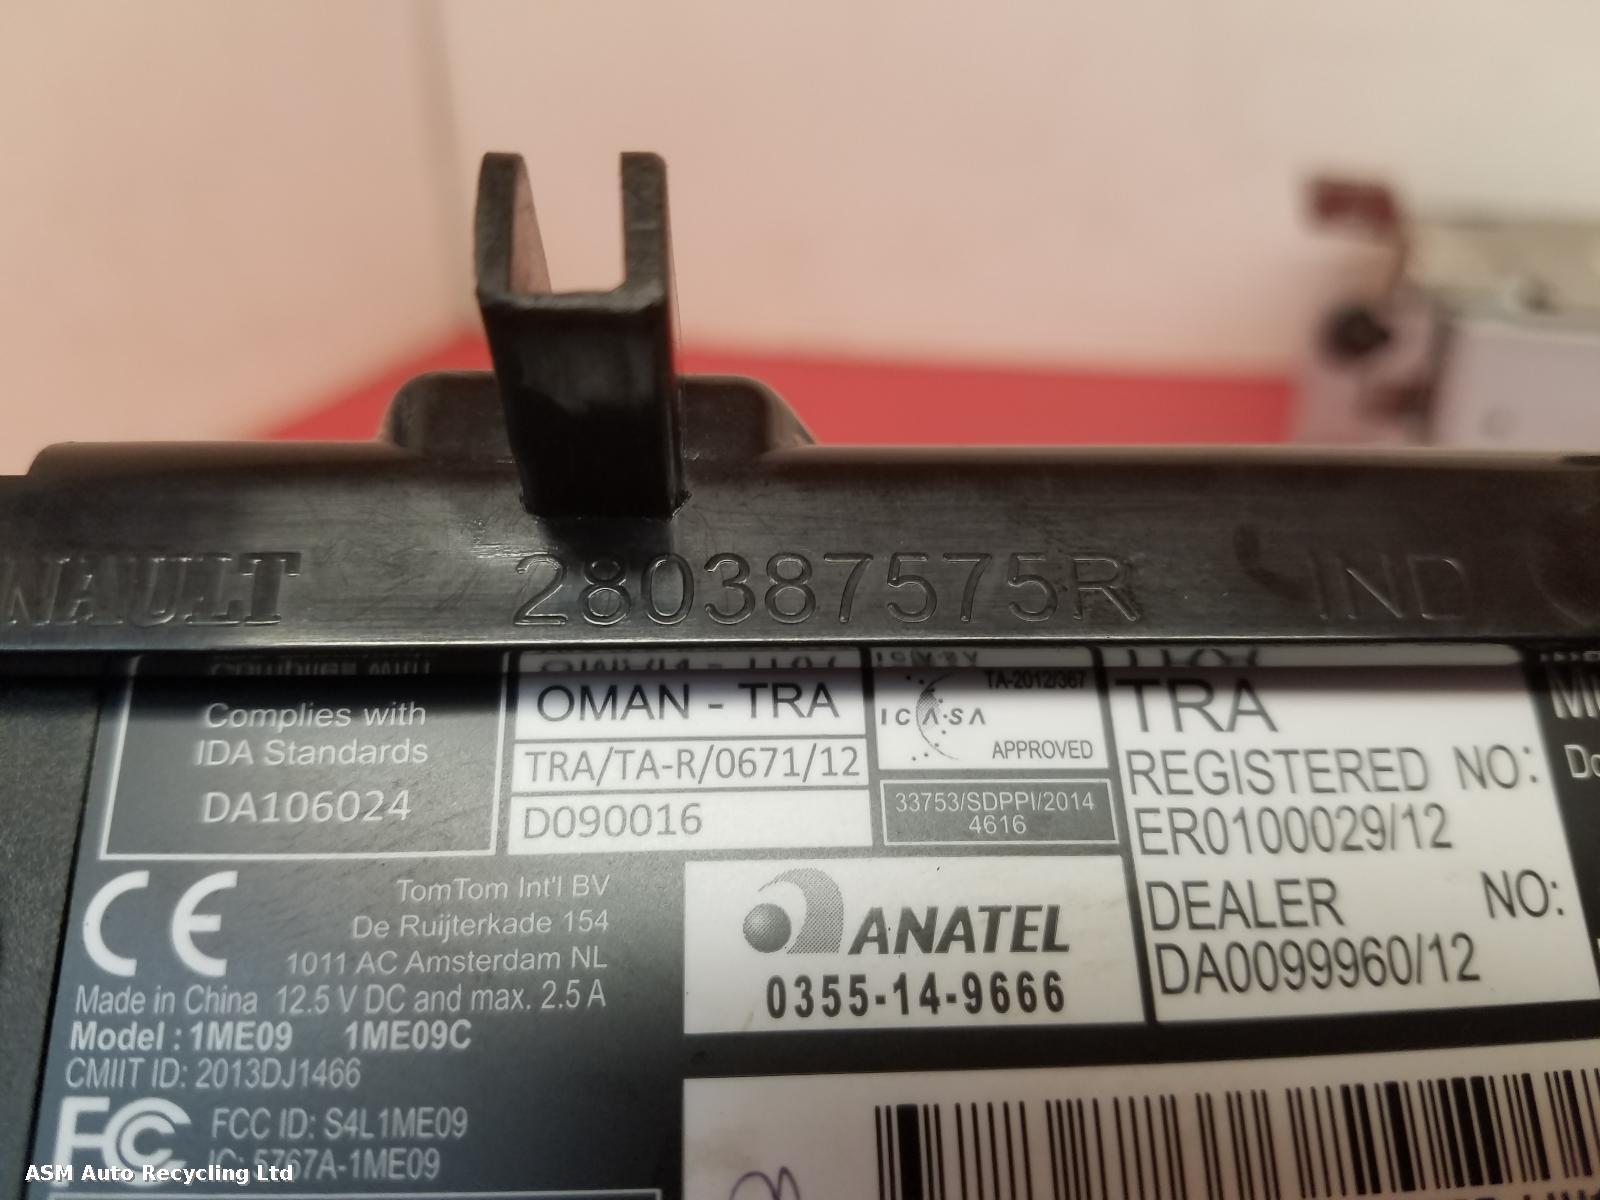 NAULT 280387575R IND
Complies with
IDA Standards
DA106024
OMAN - TRA
TRA/TA-R/0671/12
D090016
TA-2012/367
ICASA
APPROVED
33753/SDPPI/2014
4616
TRA
REGISTERED NO:
ER0100029/12
DEALER NO:
DA0099960/12
CE
TomTom Int'l BV
De Ruijterkade 154
1011 AC Amsterdam NL
Made in China 12.5 V DC and max. 2.5 A
Model : 1ME09 1ME09C
CMIIT ID: 2013DJ1466
FC FCC ID: S4L1ME09
IC: 5767A-1ME09
ANATEL
0355-14-9666
ASM Auto Recycling Ltd